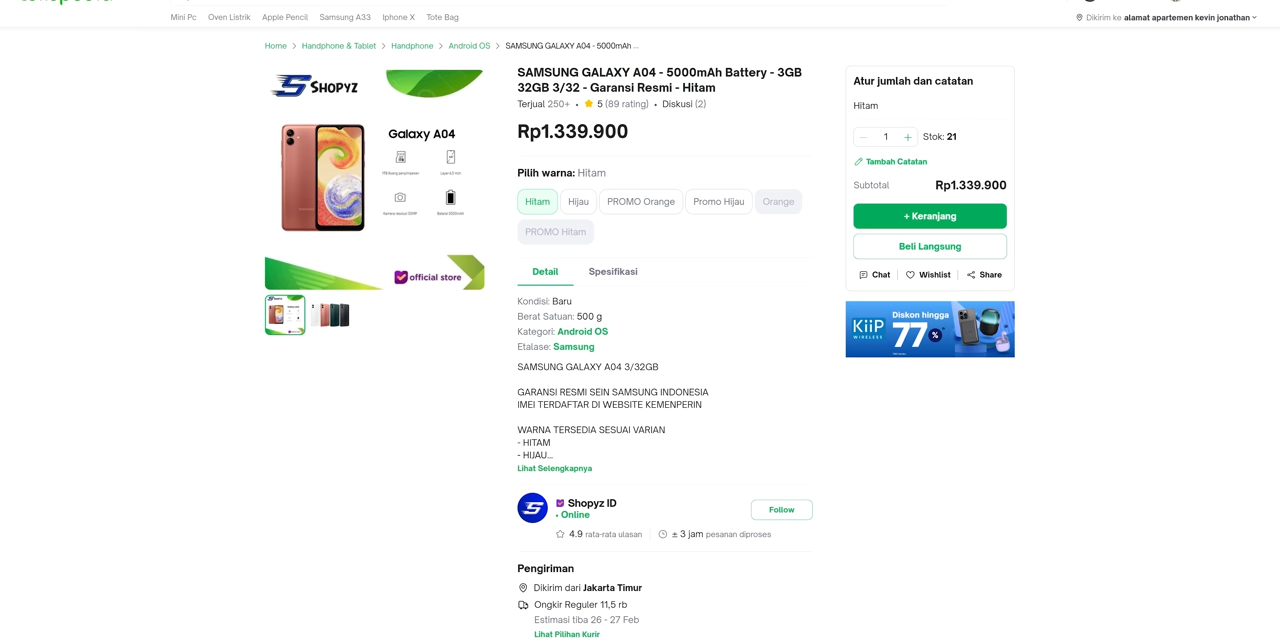 Mini Pc Oven Listrik Apple Pencil Samsung A33 Iphone X Tote Bag
Dikirim ke alamat apartemen kevin jonathan
Home > Handphone & Tablet > Handphone > Android OS > SAMSUNG GALAXY A04 - 5000mAh ...
SHOPYZ
Galaxy A04
official store
SAMSUNG GALAXY A04 - 5000mAh Battery - 3GB
32GB 3/32 - Garansi Resmi - Hitam
Terjual 250+ • 5 (89 rating) • Diskusi (2)
Rp1.339.900
Pilih warna: Hitam
Hitam Hijau PROMO Orange Promo Hijau Orange
PROMO Hitam
Detail Spesifikasi
Kondisi: Baru
Berat Satuan: 500 g
Kategori: Android OS
Etalase: Samsung
SAMSUNG GALAXY A04 3/32GB
GARANSI RESMI SEIN SAMSUNG INDONESIA
IMEI TERDAFTAR DI WEBSITE KEMENPERIN
WARNA TERSEDIA SESUAI VARIAN
- HITAM
- HIJAU...
Lihat Selengkapnya
Shopyz ID
• Online
Follow
4.9 rata-rata ulasan ± 3 jam pesanan diproses
Pengiriman
Dikirim dari Jakarta Timur
Ongkir Reguler 11,5 rb
Estimasi tiba 26 - 27 Feb
Lihat Pilihan Kurir
Atur jumlah dan catatan
Hitam
1 + Stok: 21
Tambah Catatan
Subtotal Rp1.339.900
+ Keranjang
Beli Langsung
Chat Wishlist Share
KiiP
WIRELESS
Diskon hingga
77%